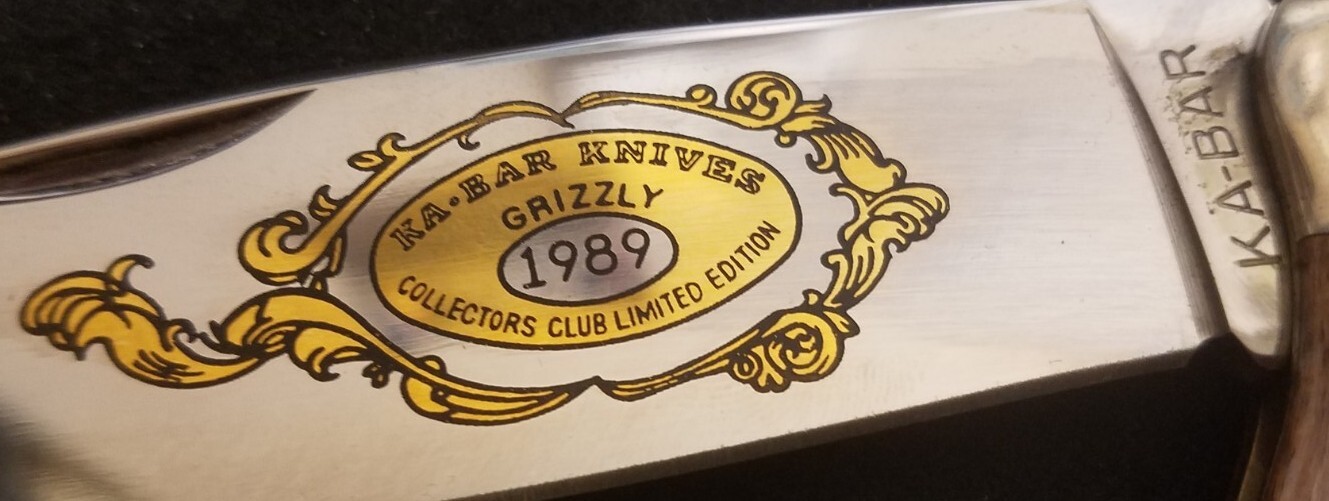 KA·BAR KNIVES
GRIZZLY
1989
COLLECTORS CLUB LIMITED EDITION
KA-BAR